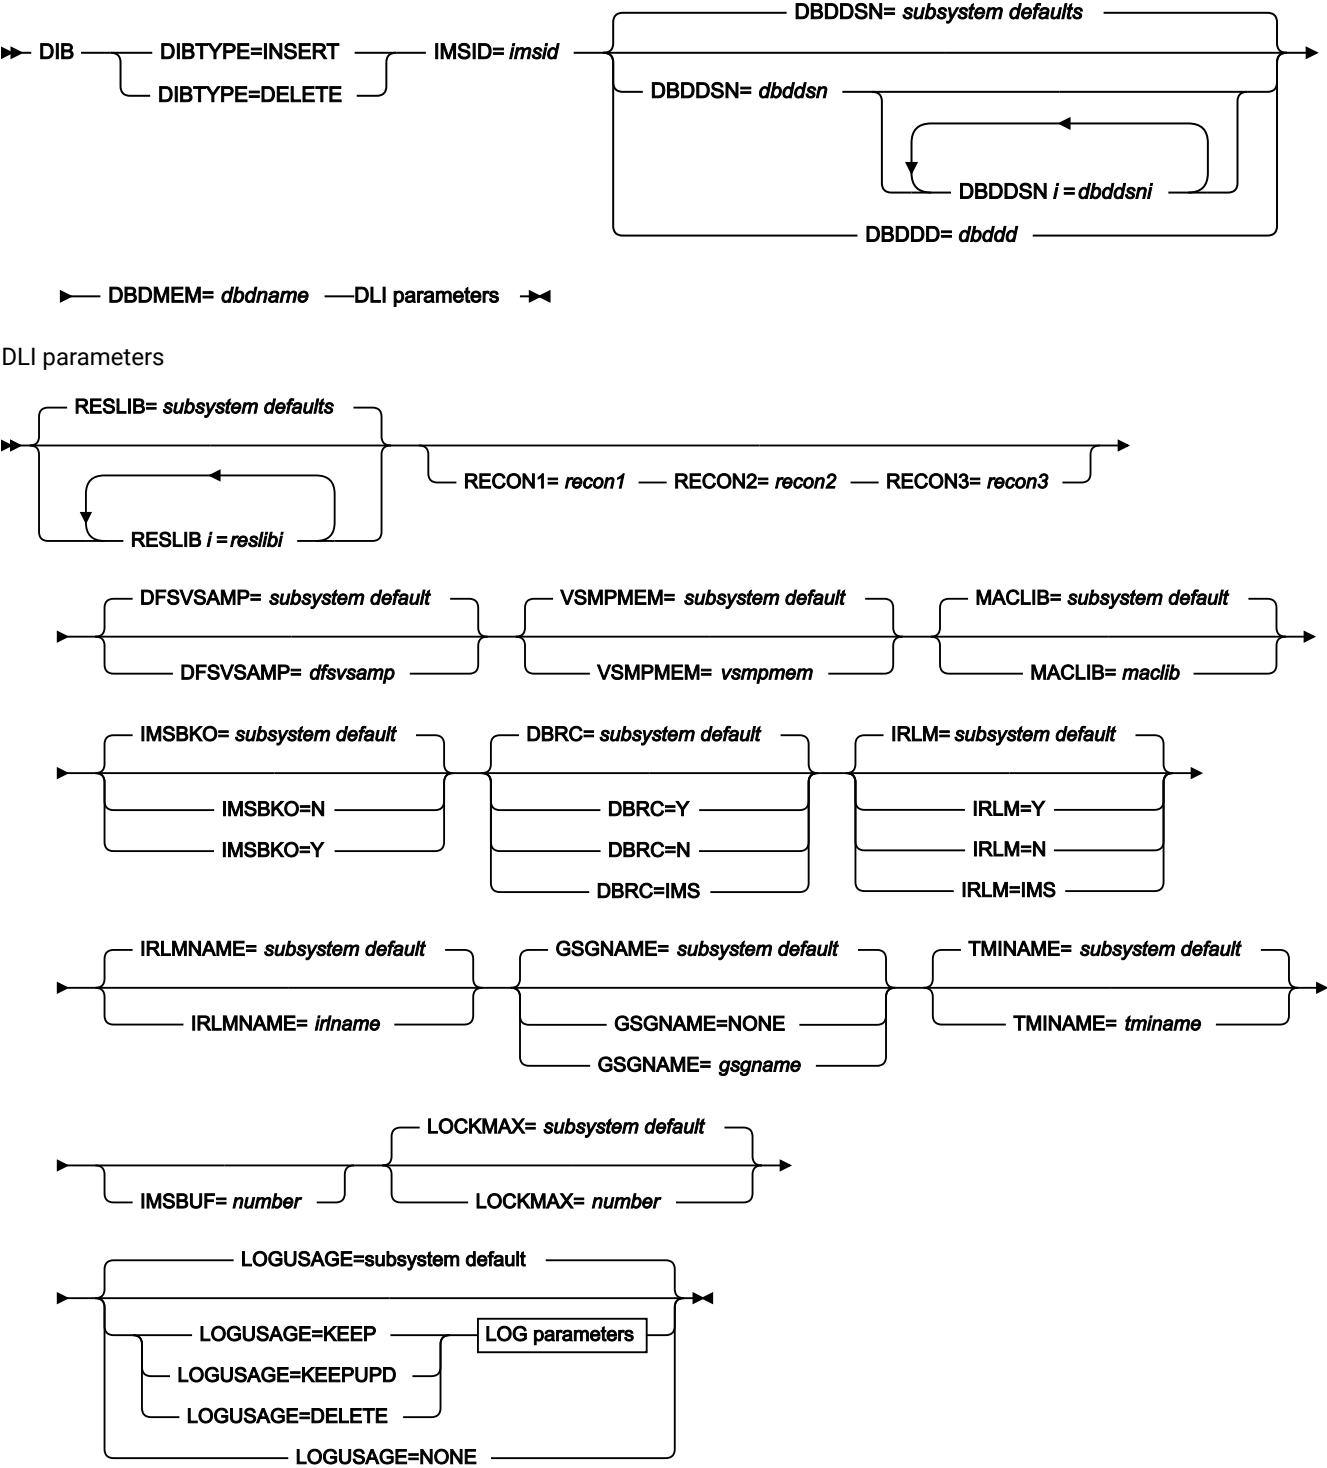 DBDDSN= subsystem defaults
DIB DIBTYPE=INSERT IMSID= imsid
DIBTYPE=DELETE DBDDSN= dbddsn
DBDDSN i =dbddsni
DBDDD= dbddd
DBDMEM= dbdname DLI parameters
DLI parameters
RESLIB= subsystem defaults
RECON1= recon1 RECON2= recon2 RECON3= recon3
RESLIB i =reslibi
DFSVSAMP= subsystem default VSMPMEM= subsystem default MACLIB= subsystem default
DFSVSAMP= dfsvsamp VSMPMEM= vsmpmem MACLIB= maclib
IMSBKO= subsystem default DBRC= subsystem default IRLM= subsystem default
IMSBKO=N DBRC=Y IRLM=Y
IMSBKO=Y DBRC=N IRLM=N
DBRC=IMS IRLM=IMS
IRLMNAME= subsystem default GSGNAME= subsystem default TMINAME= subsystem default
IRLMNAME= irlname GSGNAME=NONE TMINAME= tminame
GSGNAME= gsgname
LOCKMAX= subsystem default
IMSBUF= number LOCKMAX= number
LOGUSAGE=subsystem default
LOGUSAGE=KEEP LOG parameters
LOGUSAGE=KEEPUPD
LOGUSAGE=DELETE
LOGUSAGE=NONE